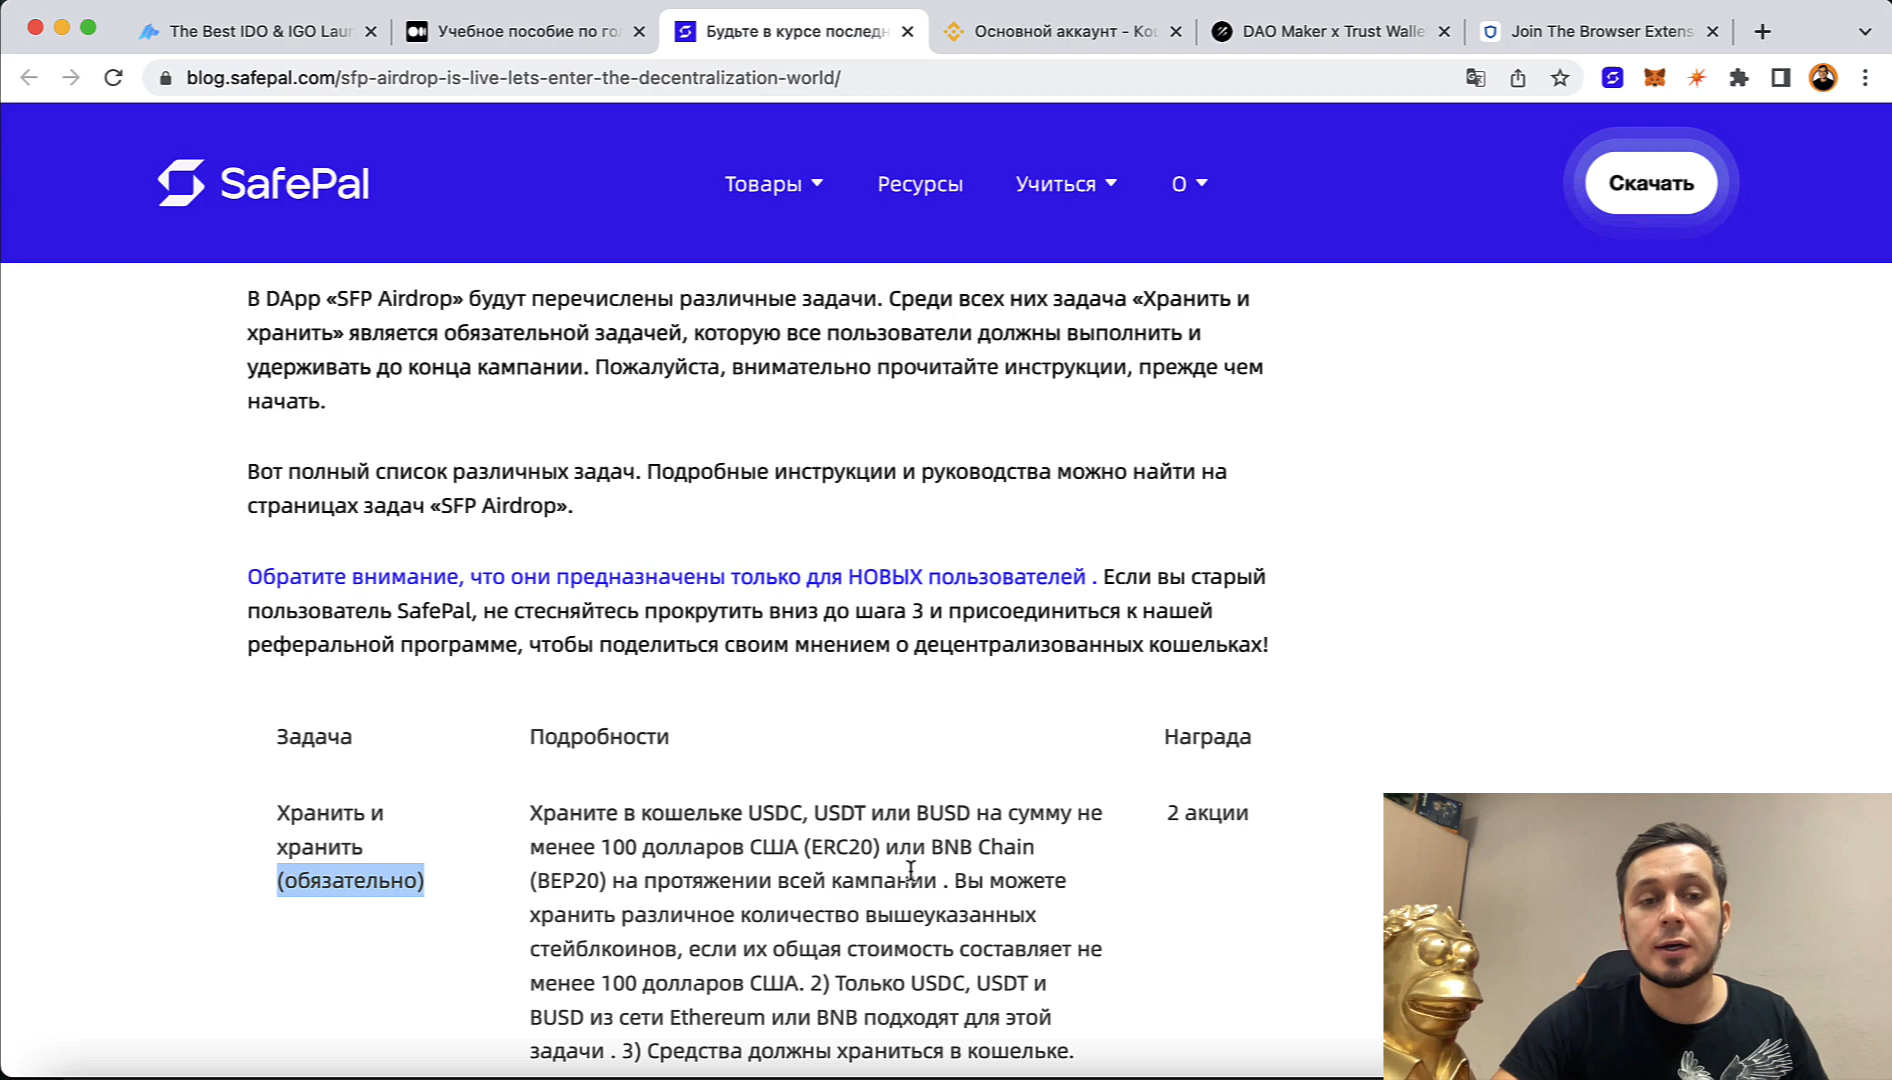 The Best IDO & IGO Laun
Учебное пособие по гол
Будьте в курсе последн
Основной аккаунт - Кош
DAO Maker x Trust Walle
Join The Browser Extens
blog.safepal.com/sfp-airdrop-is-live-lets-enter-the-decentralization-world/
SafePal
Товары
Ресурсы
Учиться
О
Скачать
В DApp «SFP Airdrop» будут перечислены различные задачи. Среди всех них задача «Хранить и
хранить» является обязательной задачей, которую все пользователи должны выполнить и
удерживать до конца кампании. Пожалуйста, внимательно прочитайте инструкции, прежде чем
начать.
Вот полный список различных задач. Подробные инструкции и руководства можно найти на
страницах задач «SFP Airdrop».
Обратите внимание, что они предназначены только для НОВЫХ пользователей . Если вы старый
пользователь SafePal, не стесняйтесь прокрутить вниз до шага 3 и присоединиться к нашей
реферальной программе, чтобы поделиться своим мнением о децентрализованных кошельках!
Задача
Подробности
Награда
Хранить и
хранить
(обязательно)
Храните в кошельке USDC, USDT или BUSD на сумму не
менее 100 долларов США (ERC20) или BNB Chain
(BEP20) на протяжении всей кампании . Вы можете
хранить различное количество вышеуказанных
стейблкоинов, если их общая стоимость составляет не
менее 100 долларов США. 2) Только USDC, USDT и
BUSD из сети Ethereum или BNB подходят для этой
задачи . 3) Средства должны храниться в кошельке.
2 акции